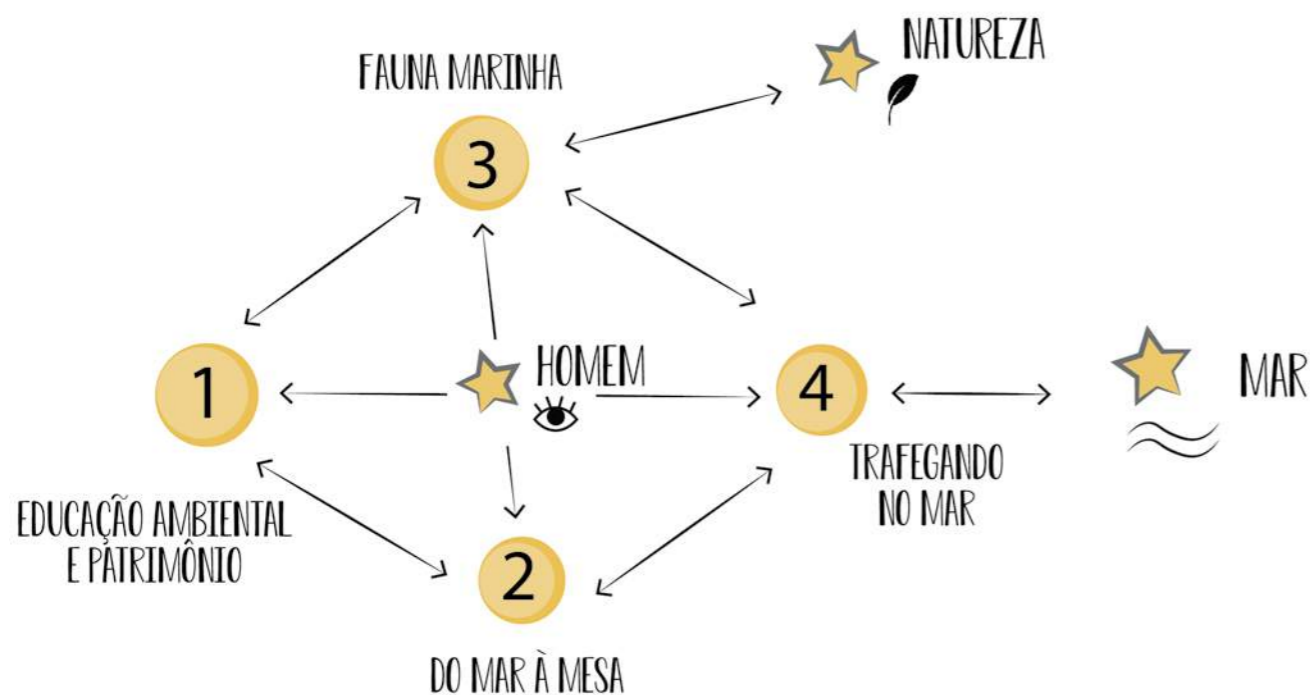 NATUREZA
FAUNA MARINHA
3
HOMEM
1
4
MAR
TRAFEGANDO
NO MAR
EDUCAÇÃO AMBIENTAL
E PATRIMÔNIO
2
DO MAR À MESA